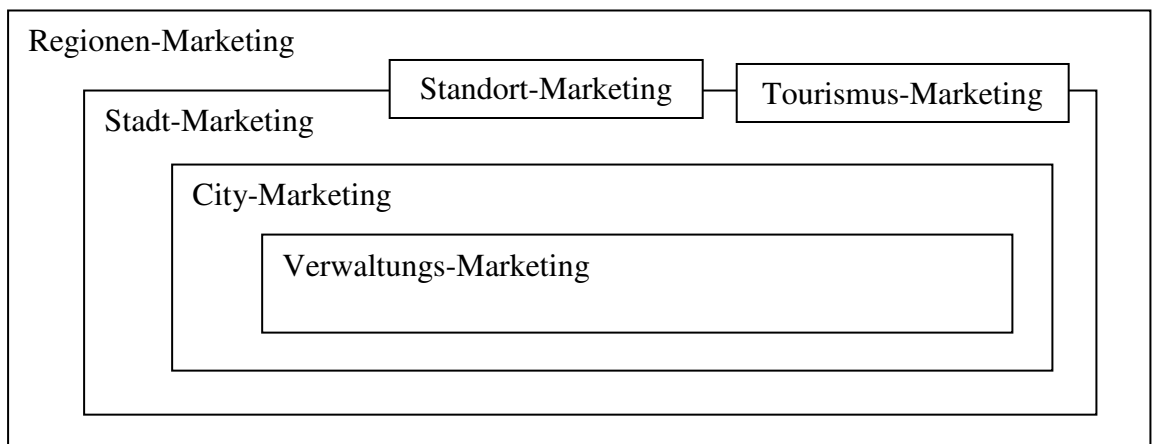 Regionen-Marketing
Standort-Marketing
Tourismus-Marketing
Stadt-Marketing
City-Marketing
Verwaltungs-Marketing